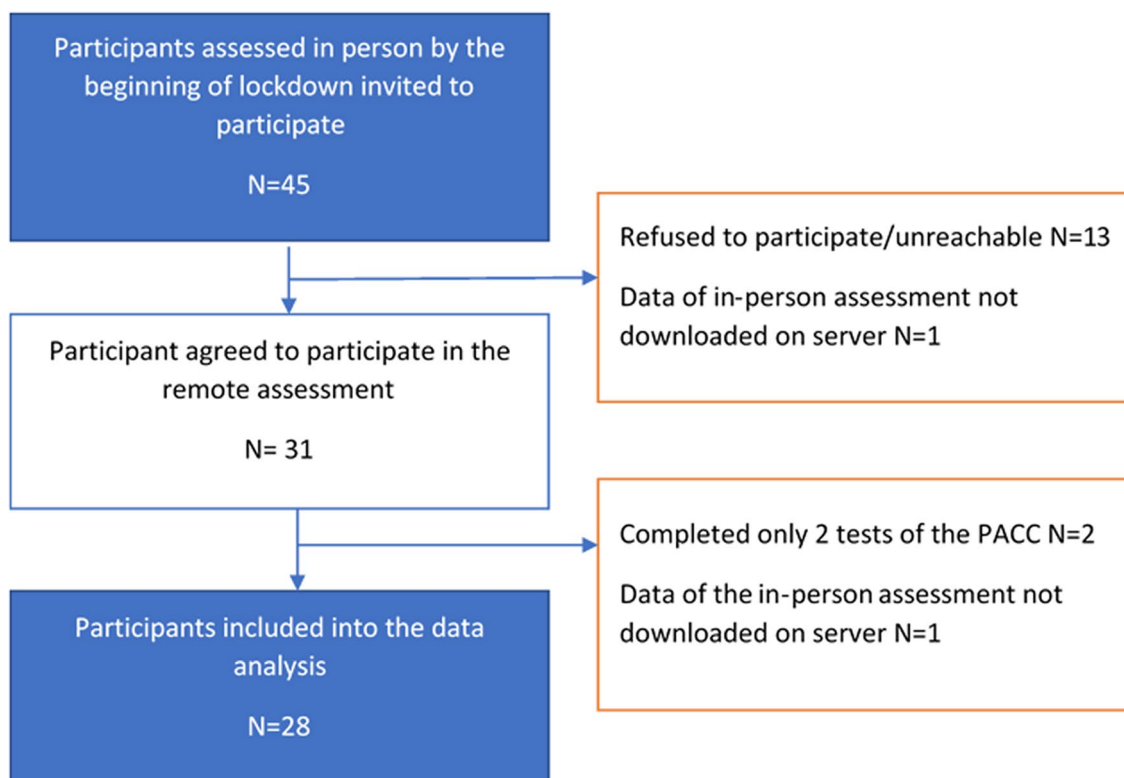 Participants assessed in person by the
beginning of lockdown invited to
participate
N=45
Refused to participate/unreachable N=13
Data of in-person assessment not
downloaded on server N=1
Participant agreed to participate in the
remote assessment
N= 31
Completed only 2 tests of the PACC N=2
Data of the in-person assessment not
downloaded on server N=1
Participants included into the data
analysis
N=28